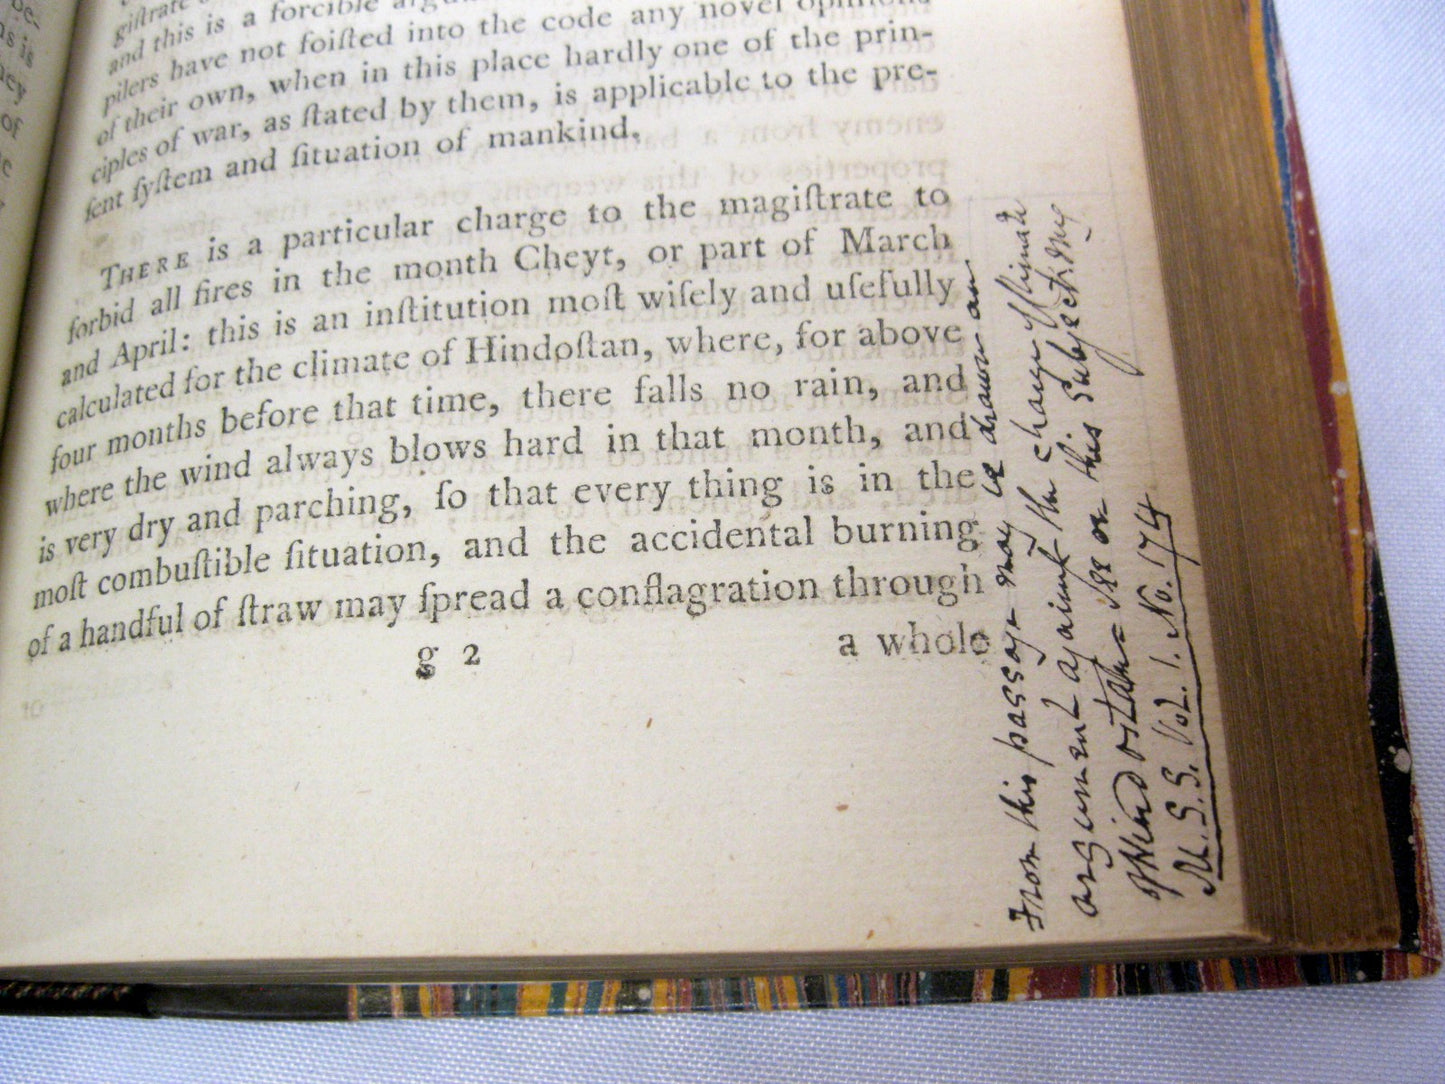 giſtrate
and this is a forcible
pilers have not foiſted into the code any novel opinions
of their own, when in this place hardly one of the prin-
ciples of war, as ſtated by them, is applicable to the pre-
ſent ſyſtem and ſituation of mankind.
THERE is a particular charge to the magiſtrate to
forbid all fires in the month Cheyt, or part of March
and April: this is an inſtitution moſt wiſely and uſefully
calculated for the climate of Hindoſtan, where, for above
four months before that time, there falls no rain, and
where the wind always blows hard in that month, and
is very dry and parching, ſo that every thing is in the
moſt combuſtible ſituation, and the accidental burning
of a handful of ſtraw may ſpread a conflagration through
g 2
a whole
From this passage may be drawn an
argument against the change of Climate
of Hindostan - see on this Subject my
M.S.S. Vol. 1. No. 174